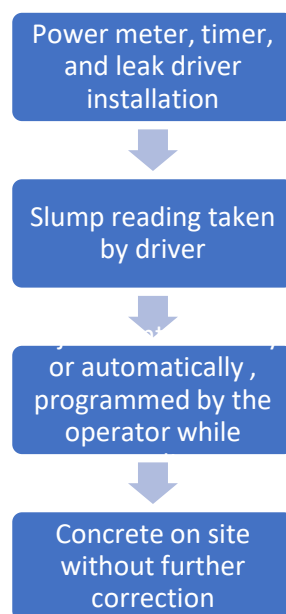 Power meter, timer,
and leak driver
installation
Slump reading taken
by driver
or automatically ,
programmed by the
operator while
Concrete on site
without further
correction